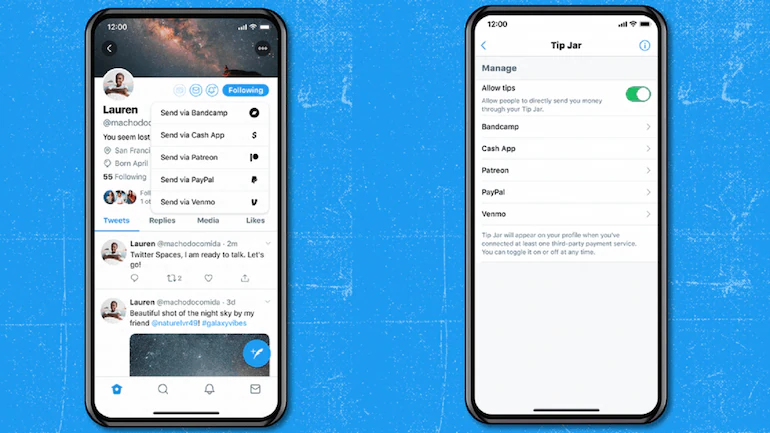 12:00
Following
Lauren
@machodoco
You seem lost
San Franci
Born April
55 Following
Send via Bandcamp
Send via Cash App
Send via Patreon
Send via PayPal
Send via Venmo
Tweets Replies Media Likes
Lauren @machodocomida · 2m
Twitter Spaces, I am ready to talk. Let's
go!
2
Lauren @machodocomida · 3d
Beautiful shot of the night sky by my
friend @naturelvr49! #galaxyvibes
12:00
Tip Jar
Manage
Allow tips
Allow people to directly send you money
through your Tip Jar.
Bandcamp
Cash App
Patreon
PayPal
Venmo
Tip Jar will appear on your profile when you've
connected at least one third-party payment service.
You can toggle it on or off at any time.